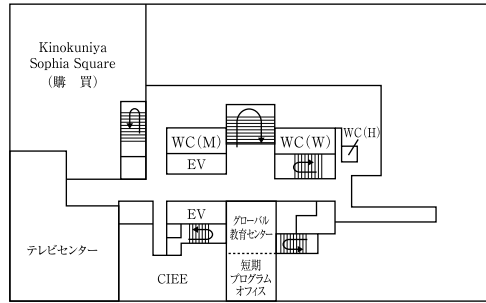 Kinokuniya
Sophia Square
(購 買)
WC(M)
WC(W)
WC(H)
EV
EV
グローバル
教育センター
テレビセンター
短期
プログラム
オフィス
CIEE